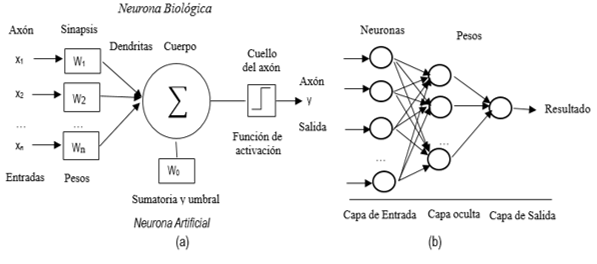 Neurona Biológica
Axón
Sinapsis
Dendritas
Cuerpo
Cuello
del axón
Axón
x1
W1
x2
W2
...
...
xn
Wn
Σ
y
Salida
Función de
activación
W0
Entradas
Pesos
Sumatoria y umbral
Neurona Artificial
(a)
Neuronas
Pesos
Resultado
...
...
Capa de Entrada
Capa oculta
Capa de Salida
(b)